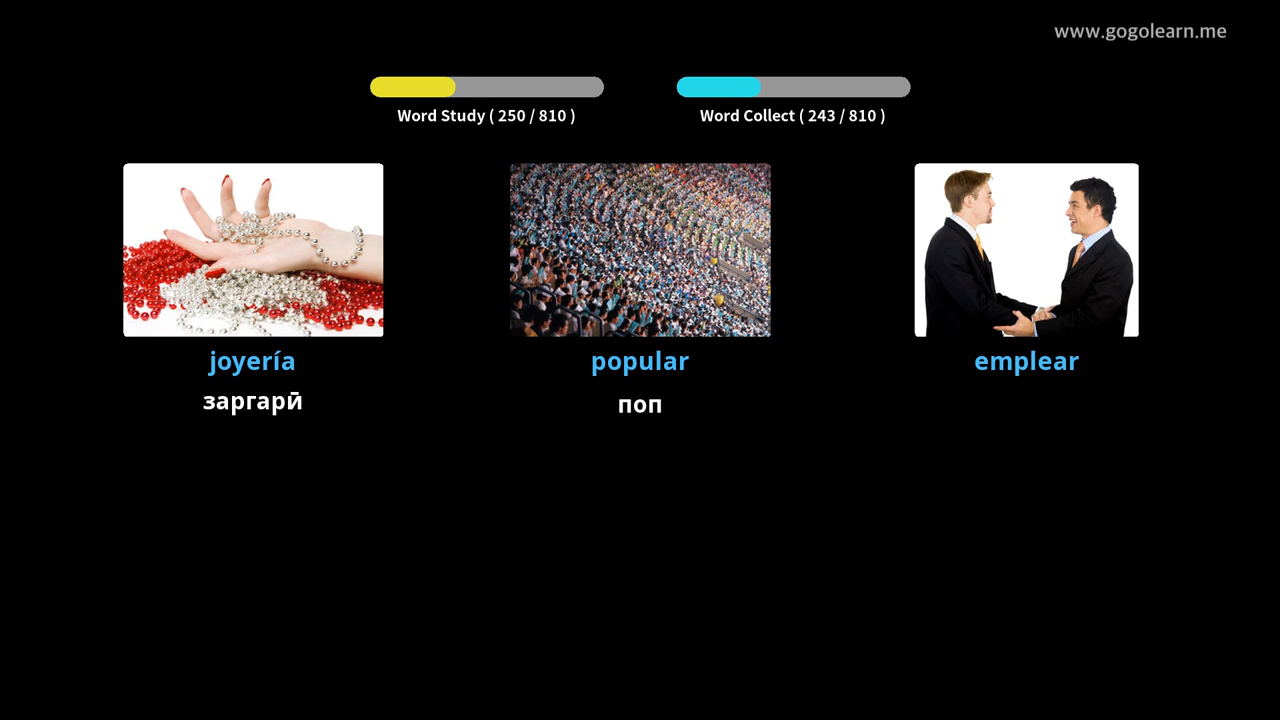 www.gogolearn.me
Word Study ( 250 / 810 )
Word Collect ( 243 / 810 )
joyería
popular
emplear
заргарӣ
поп